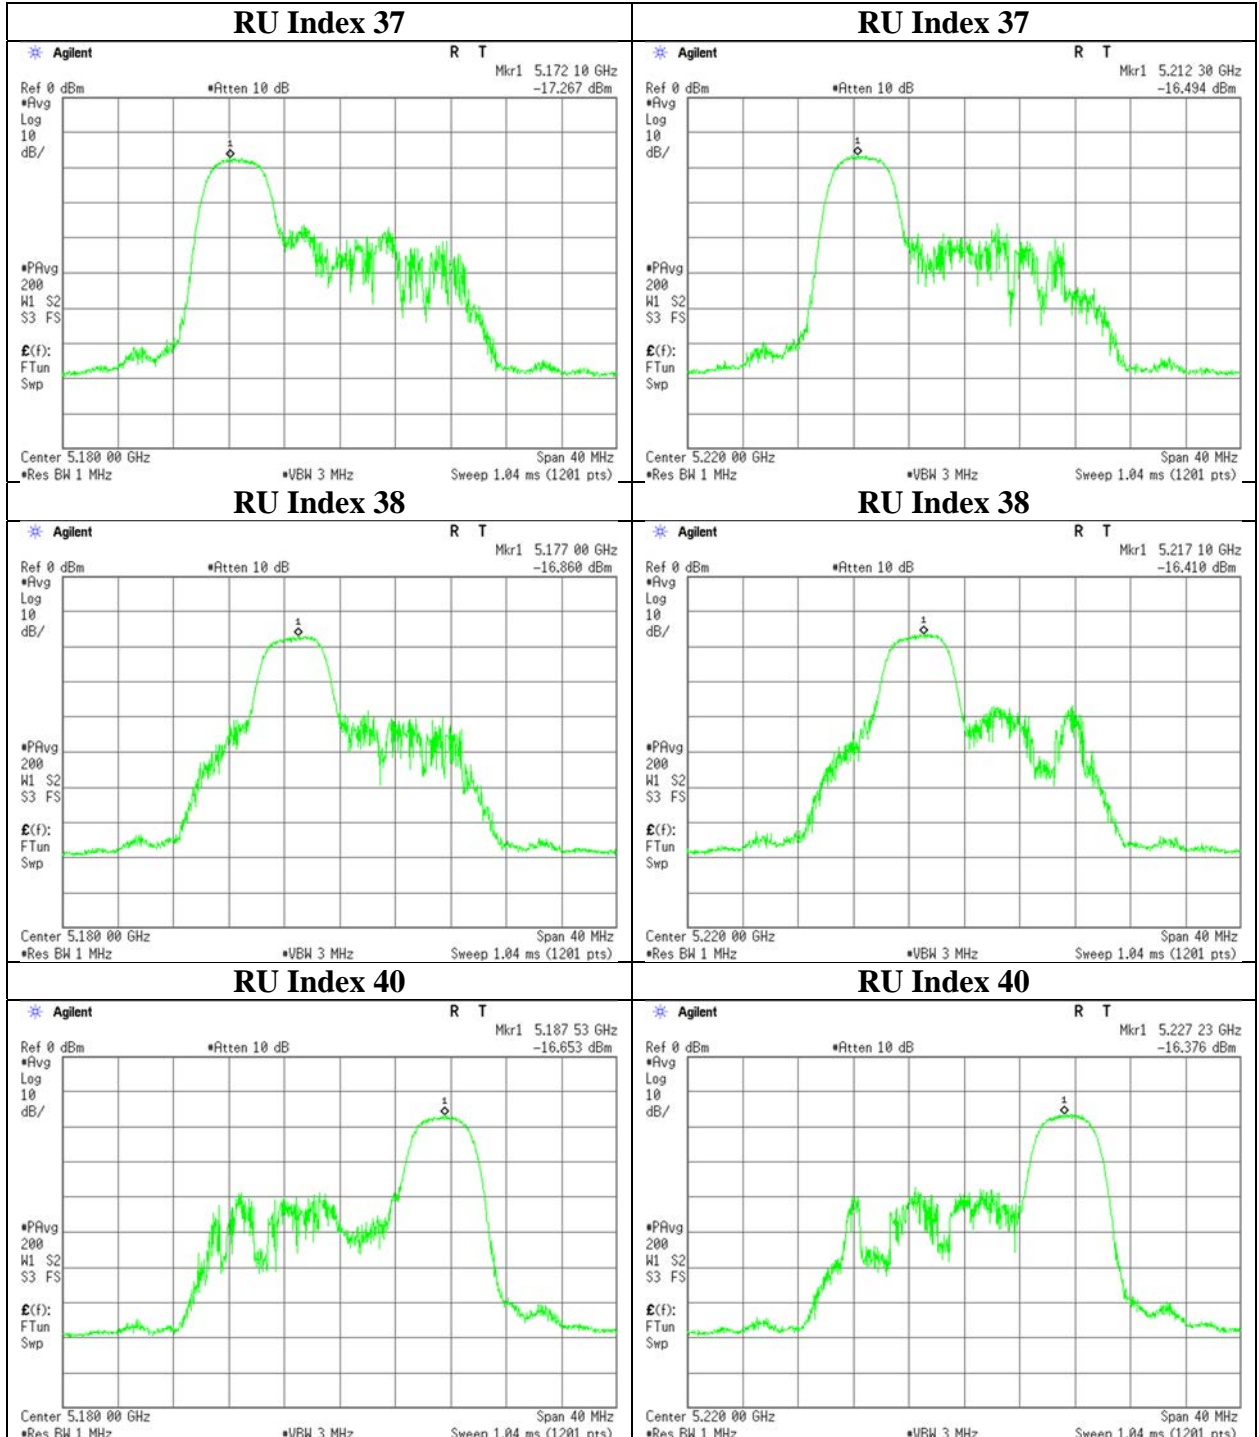 RU Index 37
RU Index 37
Agilent R T
Mkr1 5.172 10 GHz
Ref 0 dBm #Atten 10 dB -17.267 dBm
#Avg
Log
10
dB/
1
#PAvg
200
W1 S2
S3 FS
£(f):
FTun
Swp
Center 5.180 00 GHz Span 40 MHz
#Res BW 1 MHz #VBW 3 MHz Sweep 1.04 ms (1201 pts)
Agilent R T
Mkr1 5.212 30 GHz
Ref 0 dBm #Atten 10 dB -16.494 dBm
#Avg
Log
10
dB/
1
#PAvg
200
W1 S2
S3 FS
£(f):
FTun
Swp
Center 5.220 00 GHz Span 40 MHz
#Res BW 1 MHz #VBW 3 MHz Sweep 1.04 ms (1201 pts)
RU Index 38
RU Index 38
Agilent R T
Mkr1 5.177 00 GHz
Ref 0 dBm #Atten 10 dB -16.860 dBm
#Avg
Log
10
dB/
1
#PAvg
200
W1 S2
S3 FS
£(f):
FTun
Swp
Center 5.180 00 GHz Span 40 MHz
#Res BW 1 MHz #VBW 3 MHz Sweep 1.04 ms (1201 pts)
Agilent R T
Mkr1 5.217 10 GHz
Ref 0 dBm #Atten 10 dB -16.410 dBm
#Avg
Log
10
dB/
1
#PAvg
200
W1 S2
S3 FS
£(f):
FTun
Swp
Center 5.220 00 GHz Span 40 MHz
#Res BW 1 MHz #VBW 3 MHz Sweep 1.04 ms (1201 pts)
RU Index 40
RU Index 40
Agilent R T
Mkr1 5.187 53 GHz
Ref 0 dBm #Atten 10 dB -16.653 dBm
#Avg
Log
10
dB/
1
#PAvg
200
W1 S2
S3 FS
£(f):
FTun
Swp
Center 5.180 00 GHz Span 40 MHz
#Res BW 1 MHz #VBW 3 MHz Sweep 1.04 ms (1201 pts)
Agilent R T
Mkr1 5.227 23 GHz
Ref 0 dBm #Atten 10 dB -16.376 dBm
#Avg
Log
10
dB/
1
#PAvg
200
W1 S2
S3 FS
£(f):
FTun
Swp
Center 5.220 00 GHz Span 40 MHz
#Res BW 1 MHz #VBW 3 MHz Sweep 1.04 ms (1201 pts)